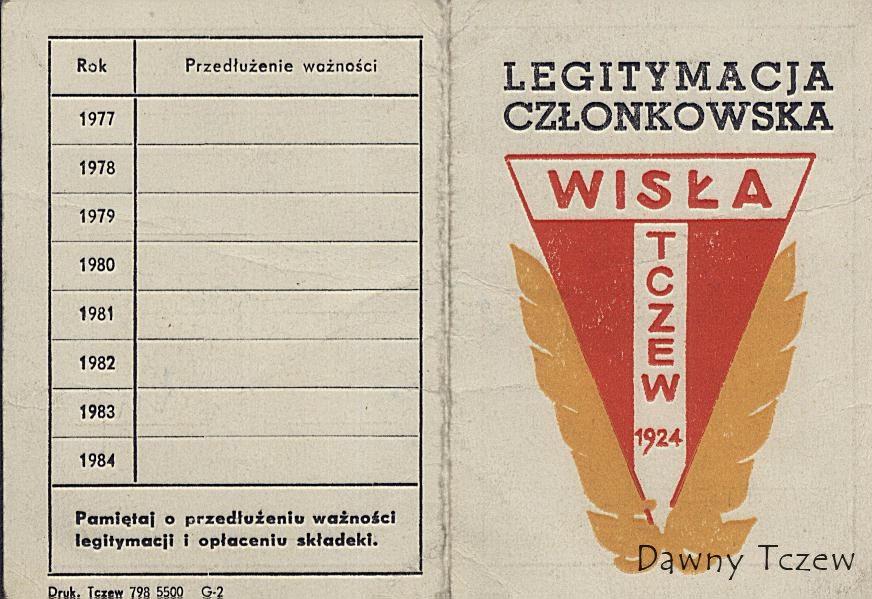 Rok Przedłużenie ważności
1977
1978
1979
1980
1981
1982
1983
1984
Pamiętaj o przedłużeniu ważności
legitymacji i opłaceniu składeki.
Druk. Tczew 798 5500 G-2
LEGITYMACJA
CZŁONKOWSKA
WISŁA
TCZEW
1924
Dawny Tczew